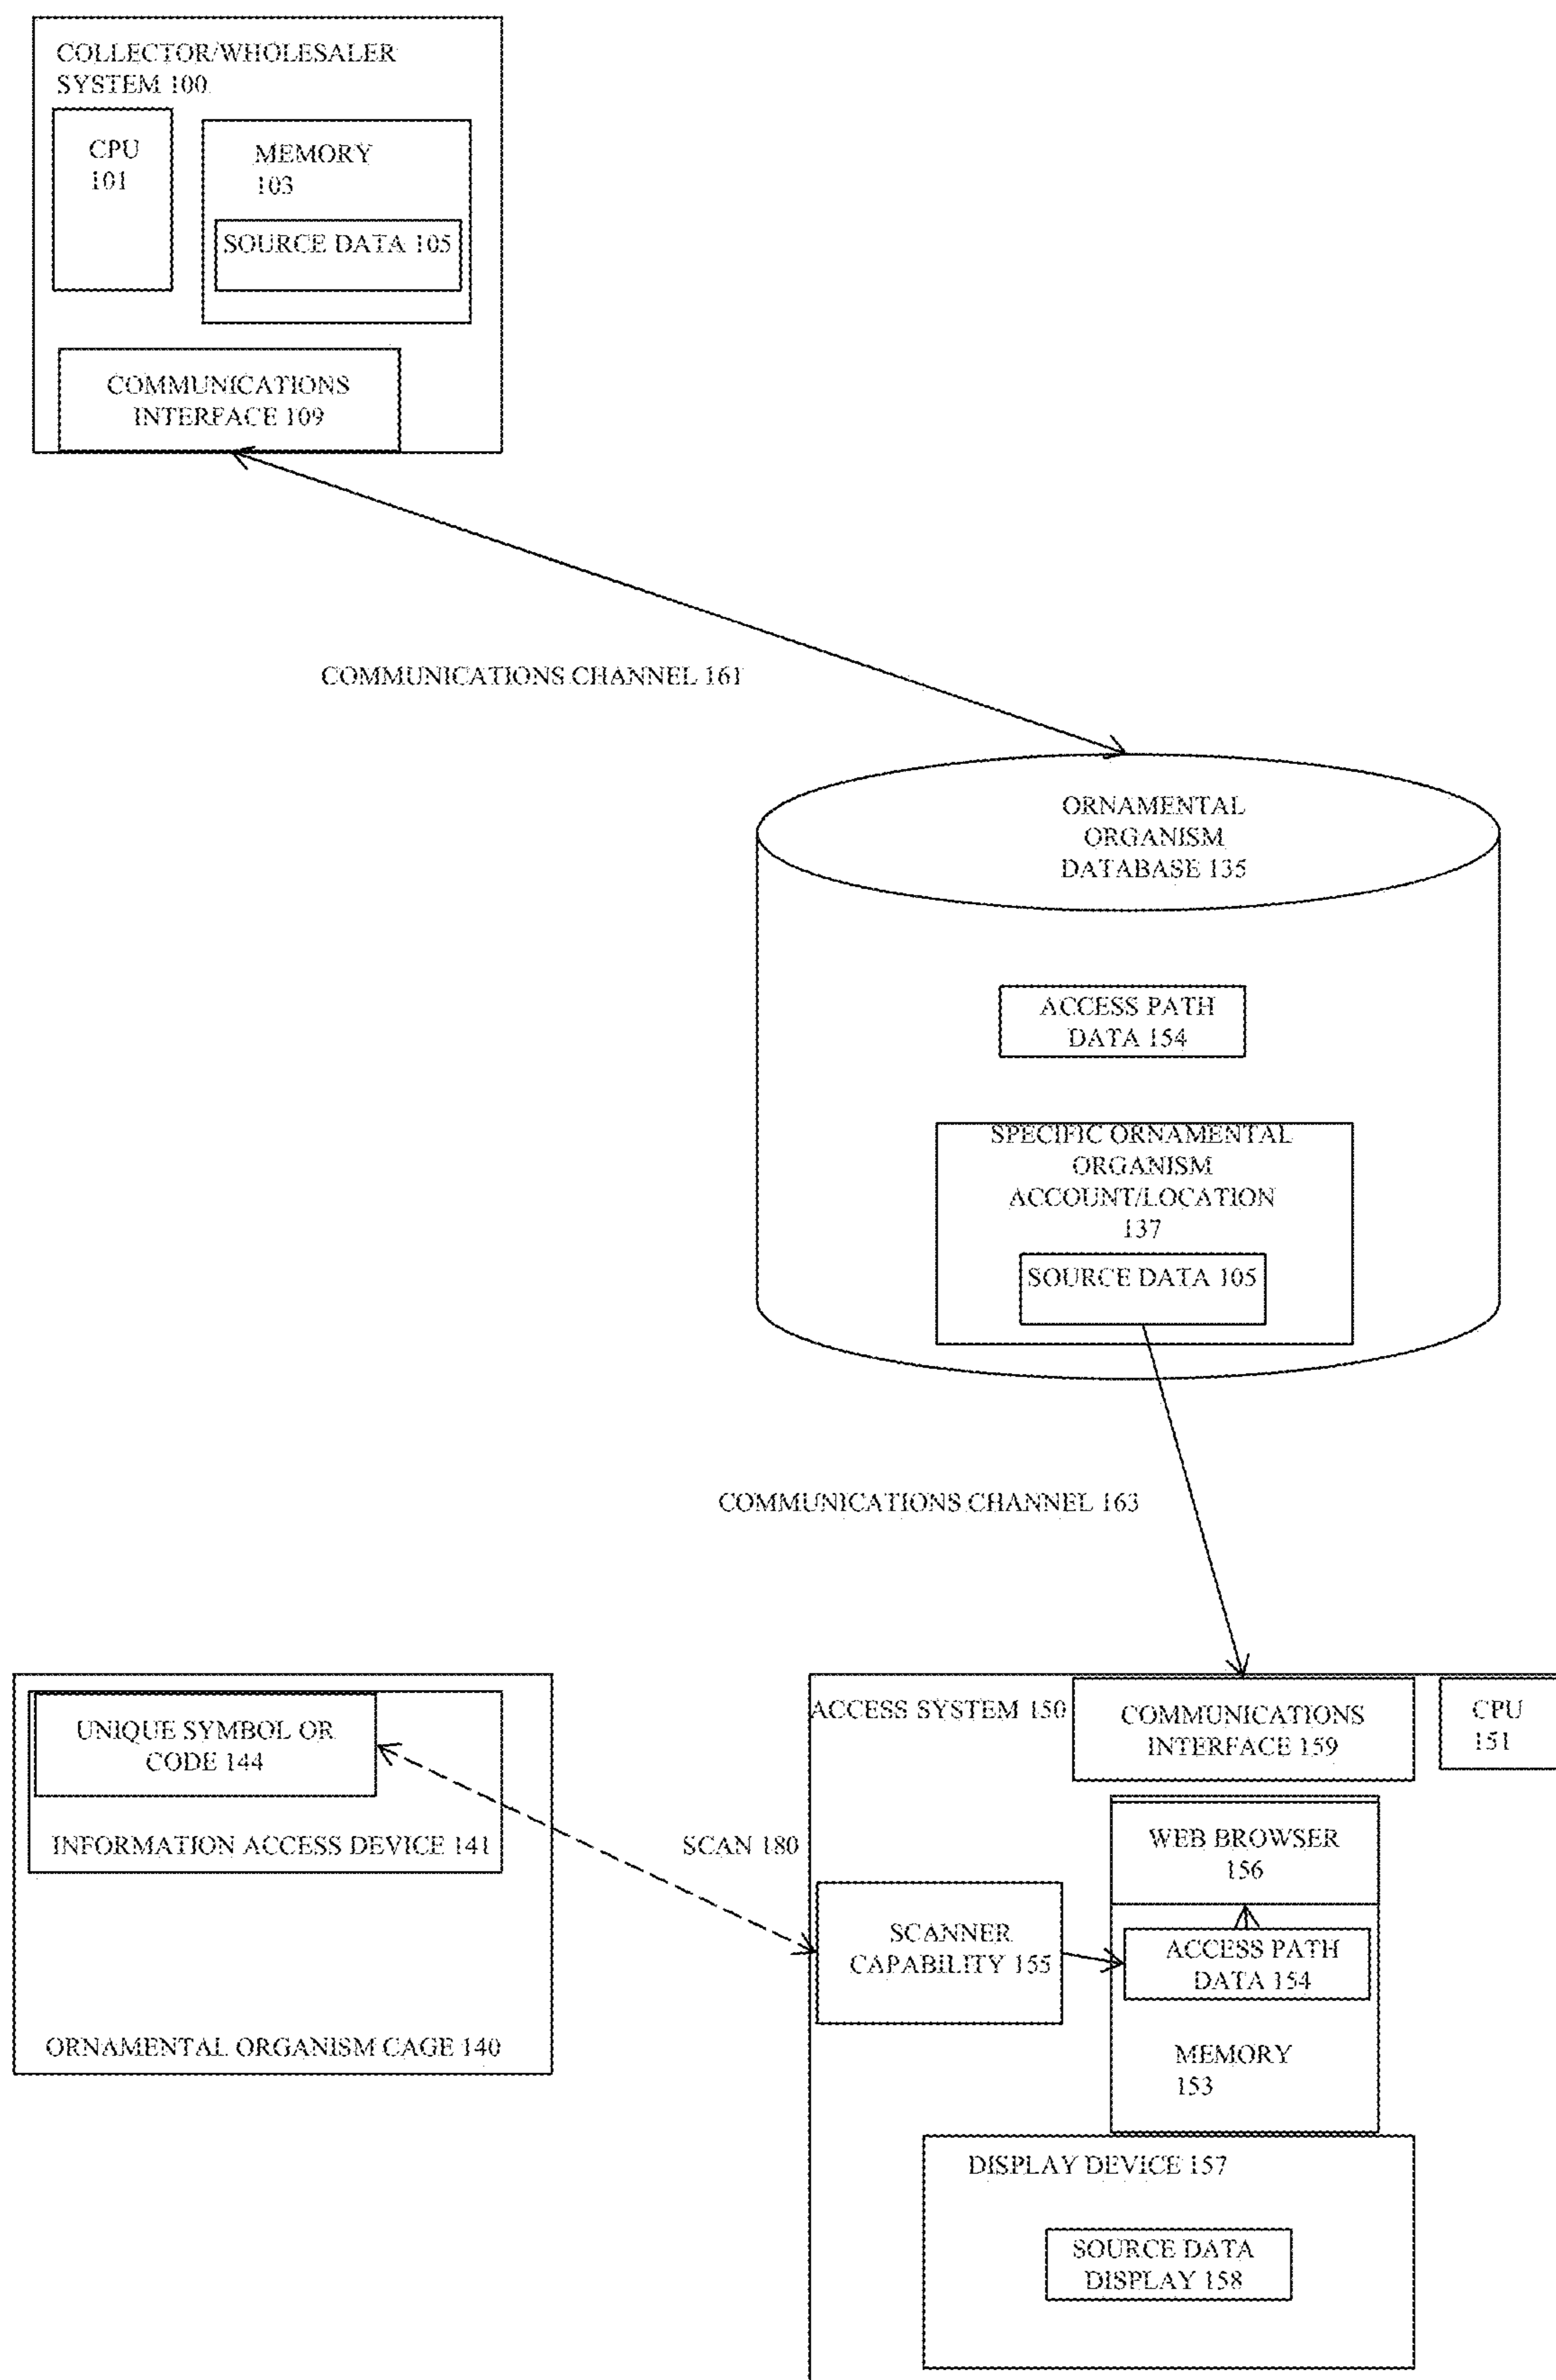 COLLECTOR/WHOLESALER
SYSTEM 100
CPU
101
MEMORY
103
SOURCE DATA 105
COMMUNICATIONS
INTERFACE 109
COMMUNICATIONS CHANNEL 161
ORNAMENTAL
ORGANISM
DATABASE 135
ACCESS PATH
DATA 154
SPECIFIC ORNAMENTAL
ORGANISM
ACCOUNT/LOCATION
137
SOURCE DATA 105
COMMUNICATIONS CHANNEL 163
UNIQUE SYMBOL OR
CODE 144
INFORMATION ACCESS DEVICE 141
ORNAMENTAL ORGANISM CAGE 140
SCAN 180
ACCESS SYSTEM 150
COMMUNICATIONS
INTERFACE 159
CPU
151
WEB BROWSER
156
SCANNER
CAPABILITY 155
ACCESS PATH
DATA 154
MEMORY
153
DISPLAY DEVICE 157
SOURCE DATA
DISPLAY 158